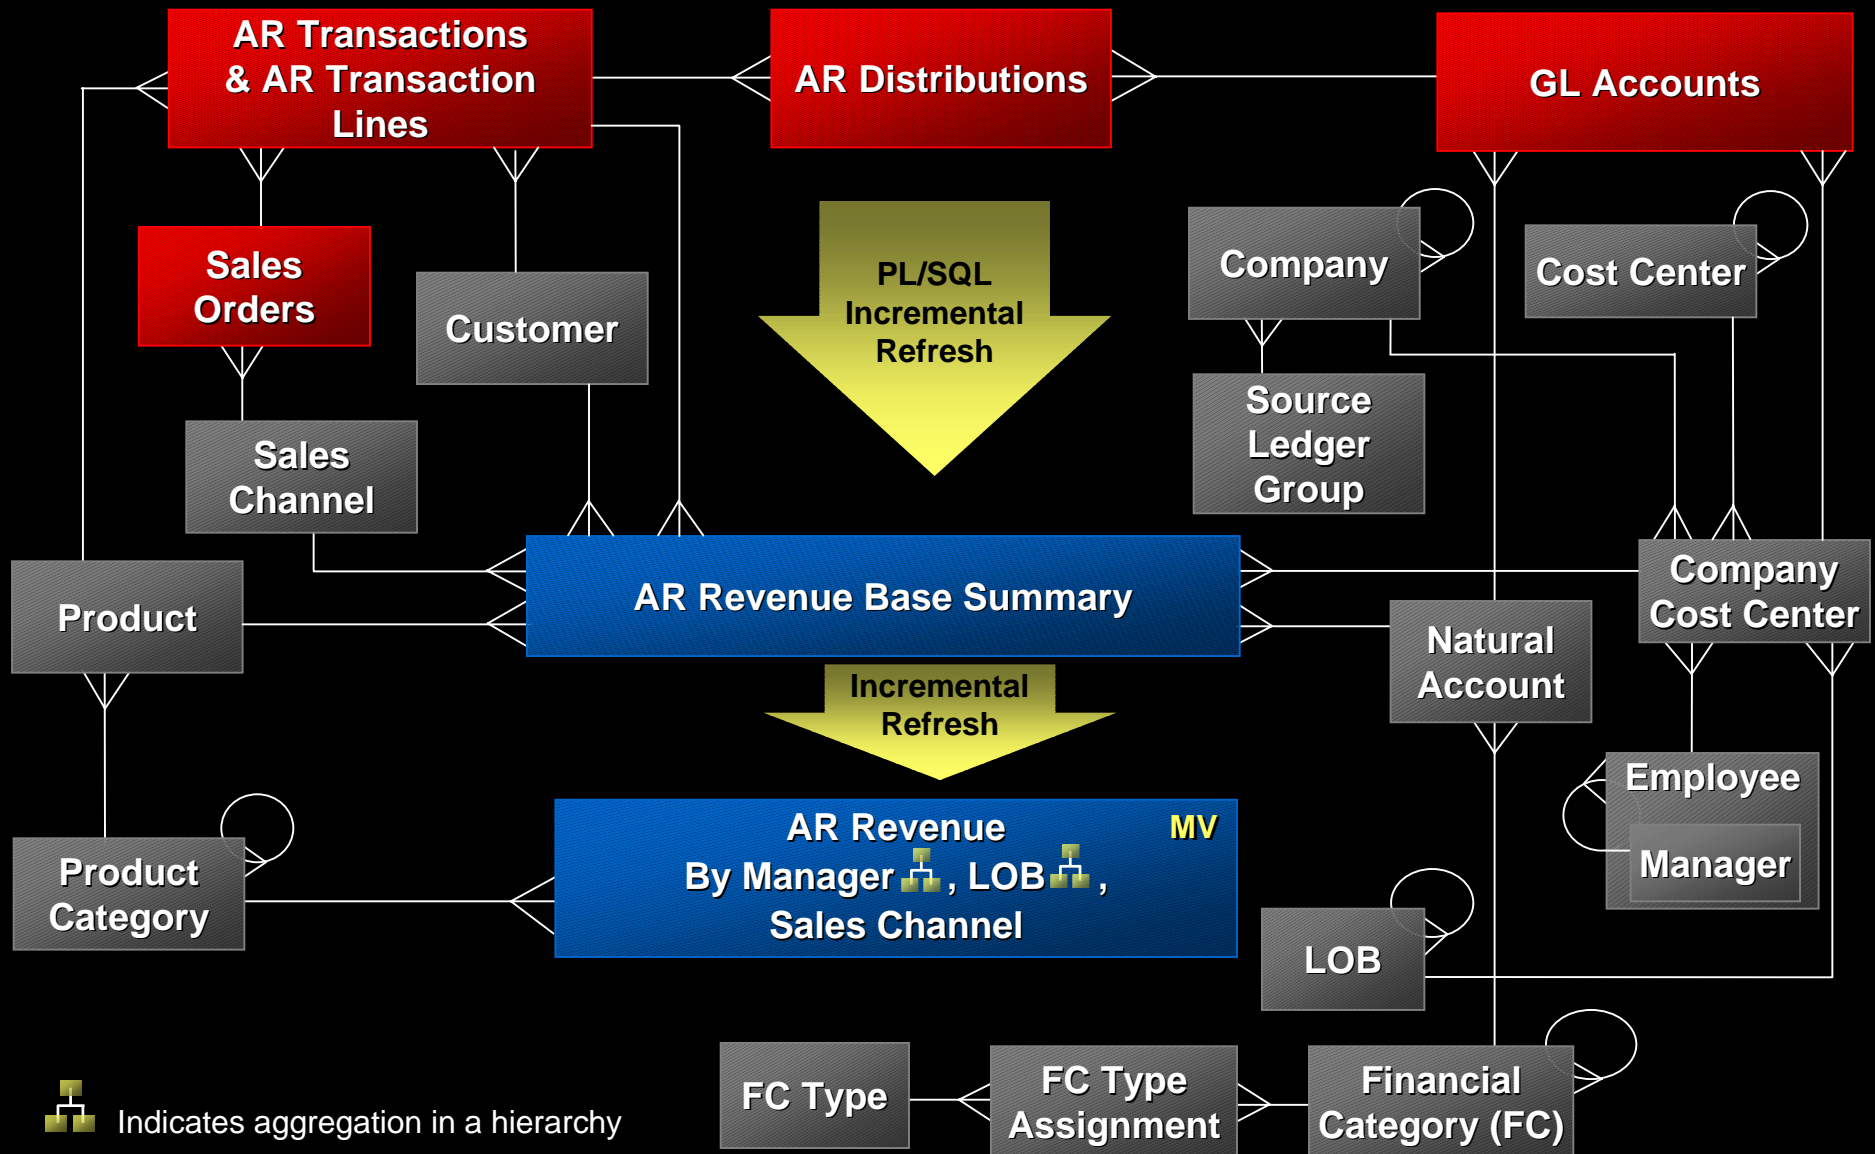 AR Transactions
& AR Transaction
Lines
AR Distributions
GL Accounts
Sales
Orders
Customer
PL/SQL
Incremental
Refresh
Company
Cost Center
Source
Ledger
Group
Sales
Channel
Product
AR Revenue Base Summary
Company
Cost Center
Natural
Account
Incremental
Refresh
Employee
Manager
Product
Category
AR Revenue
MV
By Manager , LOB ,
Sales Channel
LOB
FC Type
FC Type
Assignment
Financial
Category (FC)
Indicates aggregation in a hierarchy